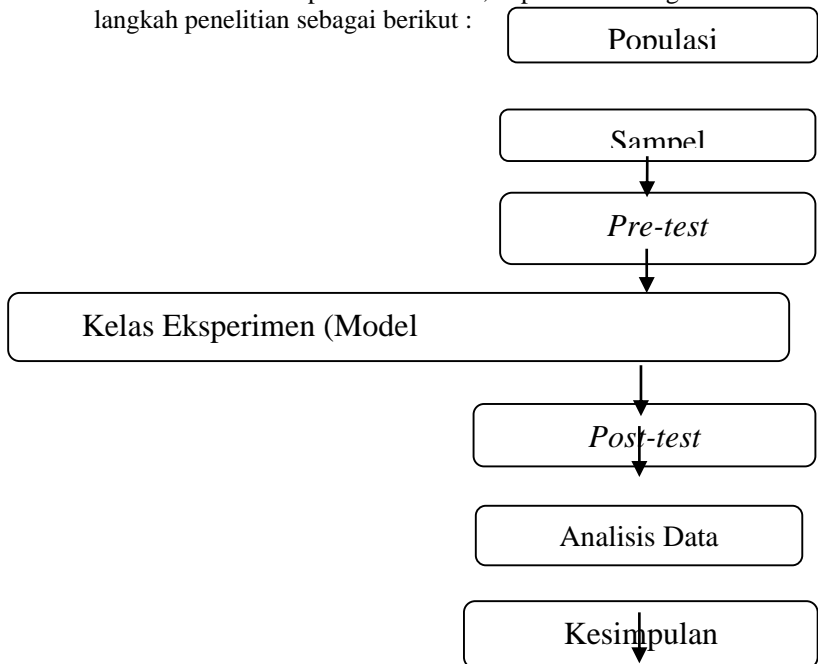 langkah penelitian sebagai berikut :
Populasi
Sampel
Pre-test
Kelas Eksperimen (Model
Post-test
Analisis Data
Kesimpulan